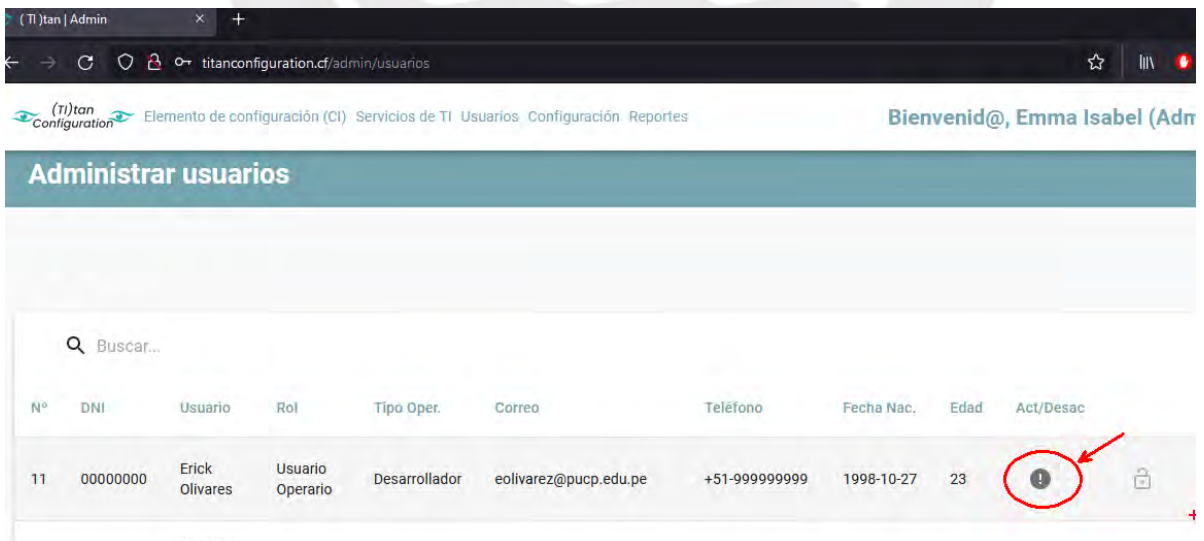 ( TI )tan | Admin
titanconfiguration.cf/admin/usuarios
(TI)tan
Configuration
Elemento de configuración (CI) Servicios de TI Usuarios Configuración Reportes
Bienvenid@, Emma Isabel (Adm
Administrar usuarios
Buscar...
Nº DNI Usuario Rol Tipo Oper. Correo Teléfono Fecha Nac. Edad Act/Desac
11 00000000 Erick Olivares Usuario Operario Desarrollador eolivarez@pucp.edu.pe +51-999999999 1998-10-27 23